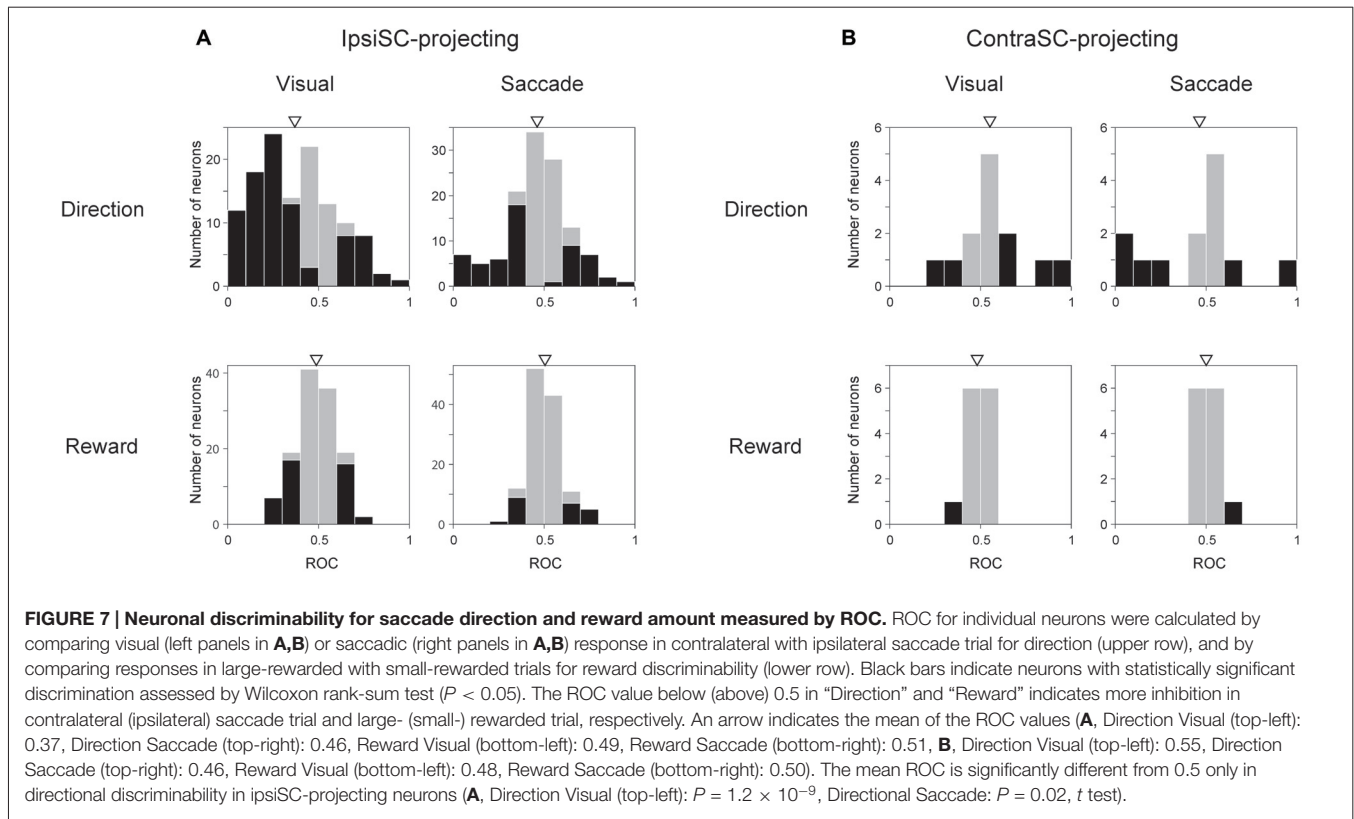 A IpsiSC-projecting
B ContraSC-projecting
Visual Saccade Visual Saccade
Direction
Number of neurons
20
10
0
0 0.5 1
30
20
10
0
0 0.5 1
Direction
Number of neurons
6
4
2
0
0 0.5 1
6
4
2
0
0 0.5 1
Reward
Number of neurons
40
20
0
0 0.5 1
ROC
40
20
0
0 0.5 1
ROC
Reward
Number of neurons
6
4
2
0
0 0.5 1
ROC
6
4
2
0
0 0.5 1
ROC
FIGURE 7 | Neuronal discriminability for saccade direction and reward amount measured by ROC. ROC for individual neurons were calculated by
comparing visual (left panels in A,B) or saccadic (right panels in A,B) response in contralateral with ipsilateral saccade trial for direction (upper row), and by
comparing responses in large-rewarded with small-rewarded trials for reward discriminability (lower row). Black bars indicate neurons with statistically significant
discrimination assessed by Wilcoxon rank-sum test (P < 0.05). The ROC value below (above) 0.5 in “Direction” and “Reward” indicates more inhibition in
contralateral (ipsilateral) saccade trial and large- (small-) rewarded trial, respectively. An arrow indicates the mean of the ROC values (A, Direction Visual (top-left):
0.37, Direction Saccade (top-right): 0.46, Reward Visual (bottom-left): 0.49, Reward Saccade (bottom-right): 0.51, B, Direction Visual (top-left): 0.55, Direction
Saccade (top-right): 0.46, Reward Visual (bottom-left): 0.48, Reward Saccade (bottom-right): 0.50). The mean ROC is significantly different from 0.5 only in
directional discriminability in ipsiSC-projecting neurons (A, Direction Visual (top-left): P = 1.2 × 10⁻⁹, Directional Saccade: P = 0.02, t test).